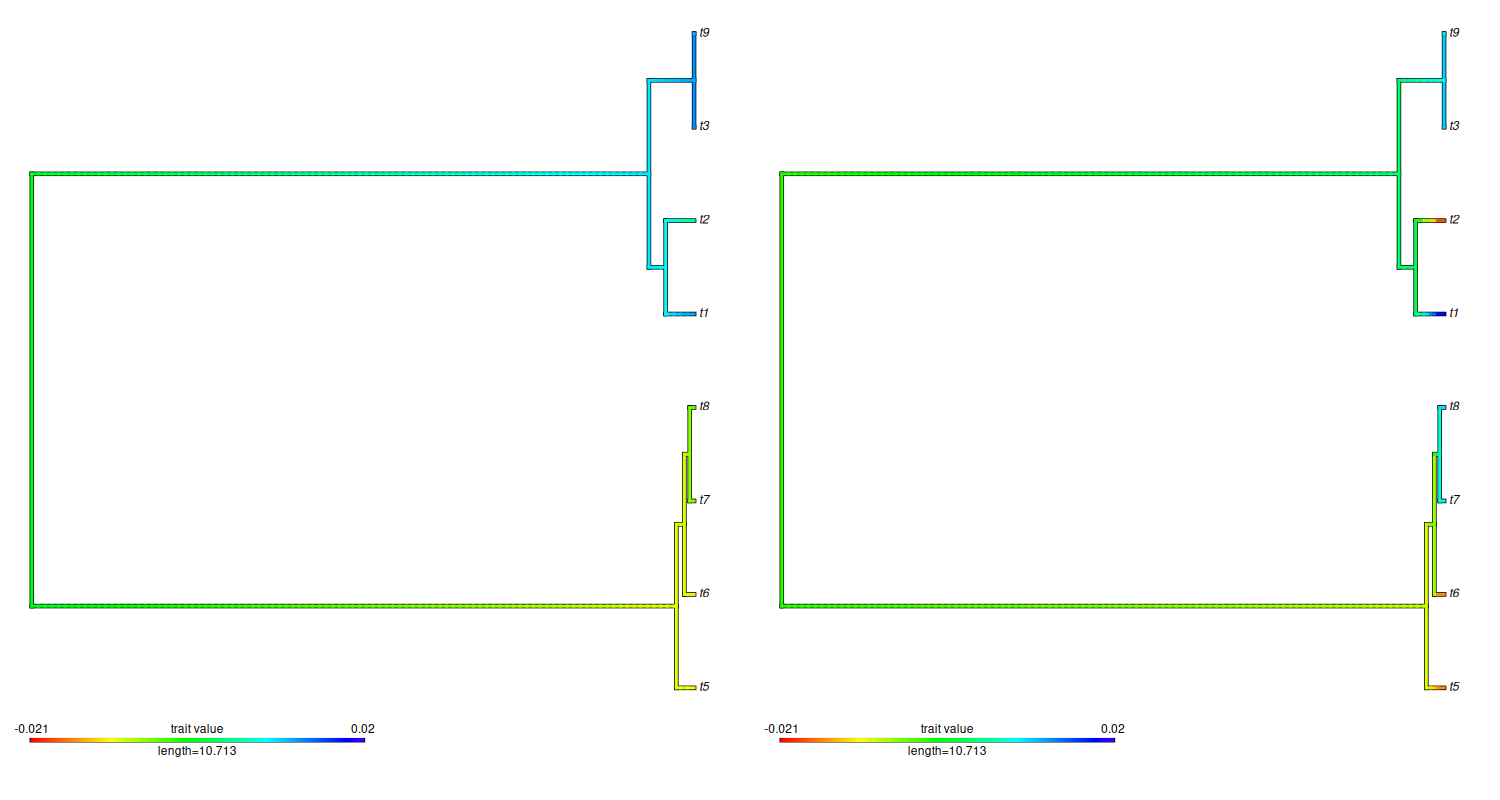 t9
t3
t2
t1
t8
t7
t6
t5
-0.021 trait value 0.02
length=10.713
t9
t3
t2
t1
t8
t7
t6
t5
-0.021 trait value 0.02
length=10.713